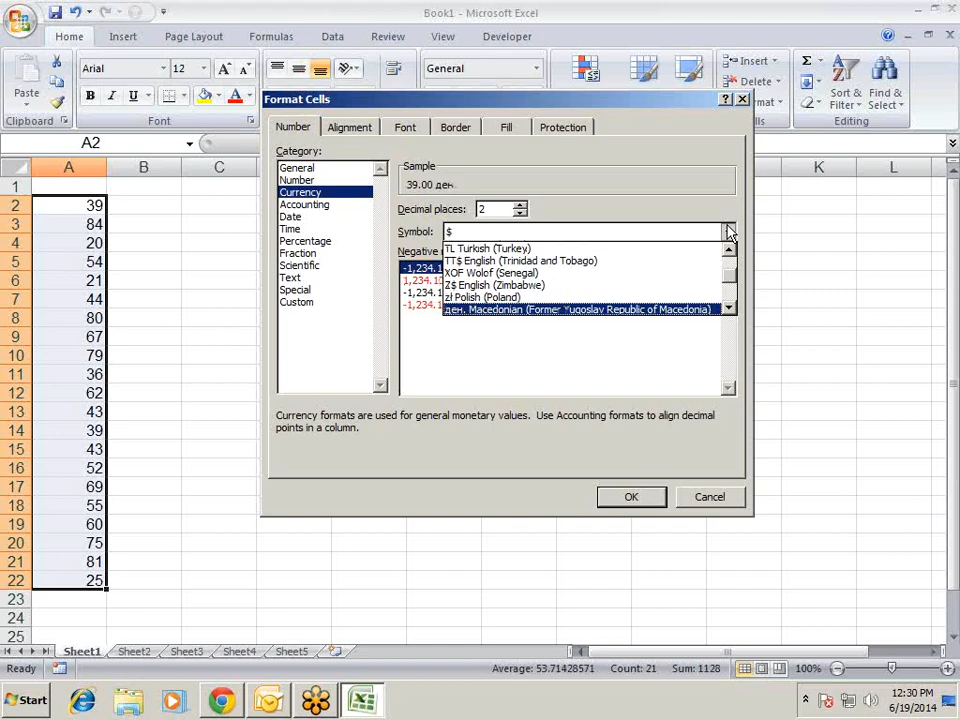 Book1 - Microsoft Excel
Home Insert Page Layout Formulas Data Review View Developer
Arial 12 General Insert
Paste B I U Delete Sort & Find &
Filter Select
Clipboard Font Editing
A2
Format Cells
Number Alignment Font Border Fill Protection
Category:
General
Number
Currency
Accounting
Date
Time
Percentage
Fraction
Scientific
Text
Special
Custom
Sample
39.00 ден.
Decimal places: 2
Symbol: $
TL Turkish (Turkey)
TT$ English (Trinidad and Tobago)
XOF Wolof (Senegal)
Z$ English (Zimbabwe)
zł Polish (Poland)
ден. Macedonian (Former Yugoslav Republic of Macedonia)
Negative
-1,234.1
1,234.10
-1,234.1
-1,234.1
Currency formats are used for general monetary values. Use Accounting formats to align decimal
points in a column.
OK Cancel
A B C K L
1
2 39
3 84
4 20
5 54
6 21
7 44
8 80
9 67
10 79
11 36
12 62
13 43
14 39
15 43
16 52
17 69
18 55
19 60
20 75
21 81
22 25
23
24
25
Sheet1 Sheet2 Sheet3 Sheet4 Sheet5
Ready Average: 53.71428571 Count: 21 Sum: 1128 100%
Start 12:30 PM
6/19/2014